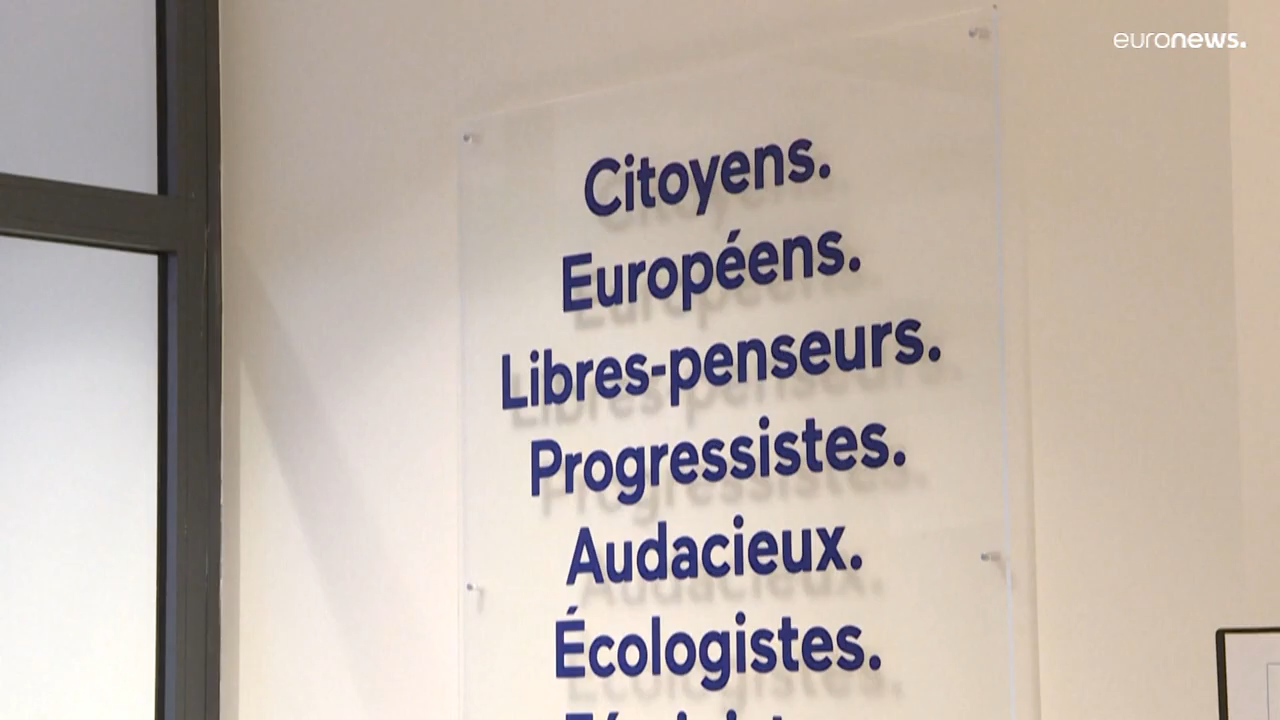 euronews.
Citoyens.
Européens.
Libres-penseurs.
Progressistes.
Audacieux.
Écologistes.